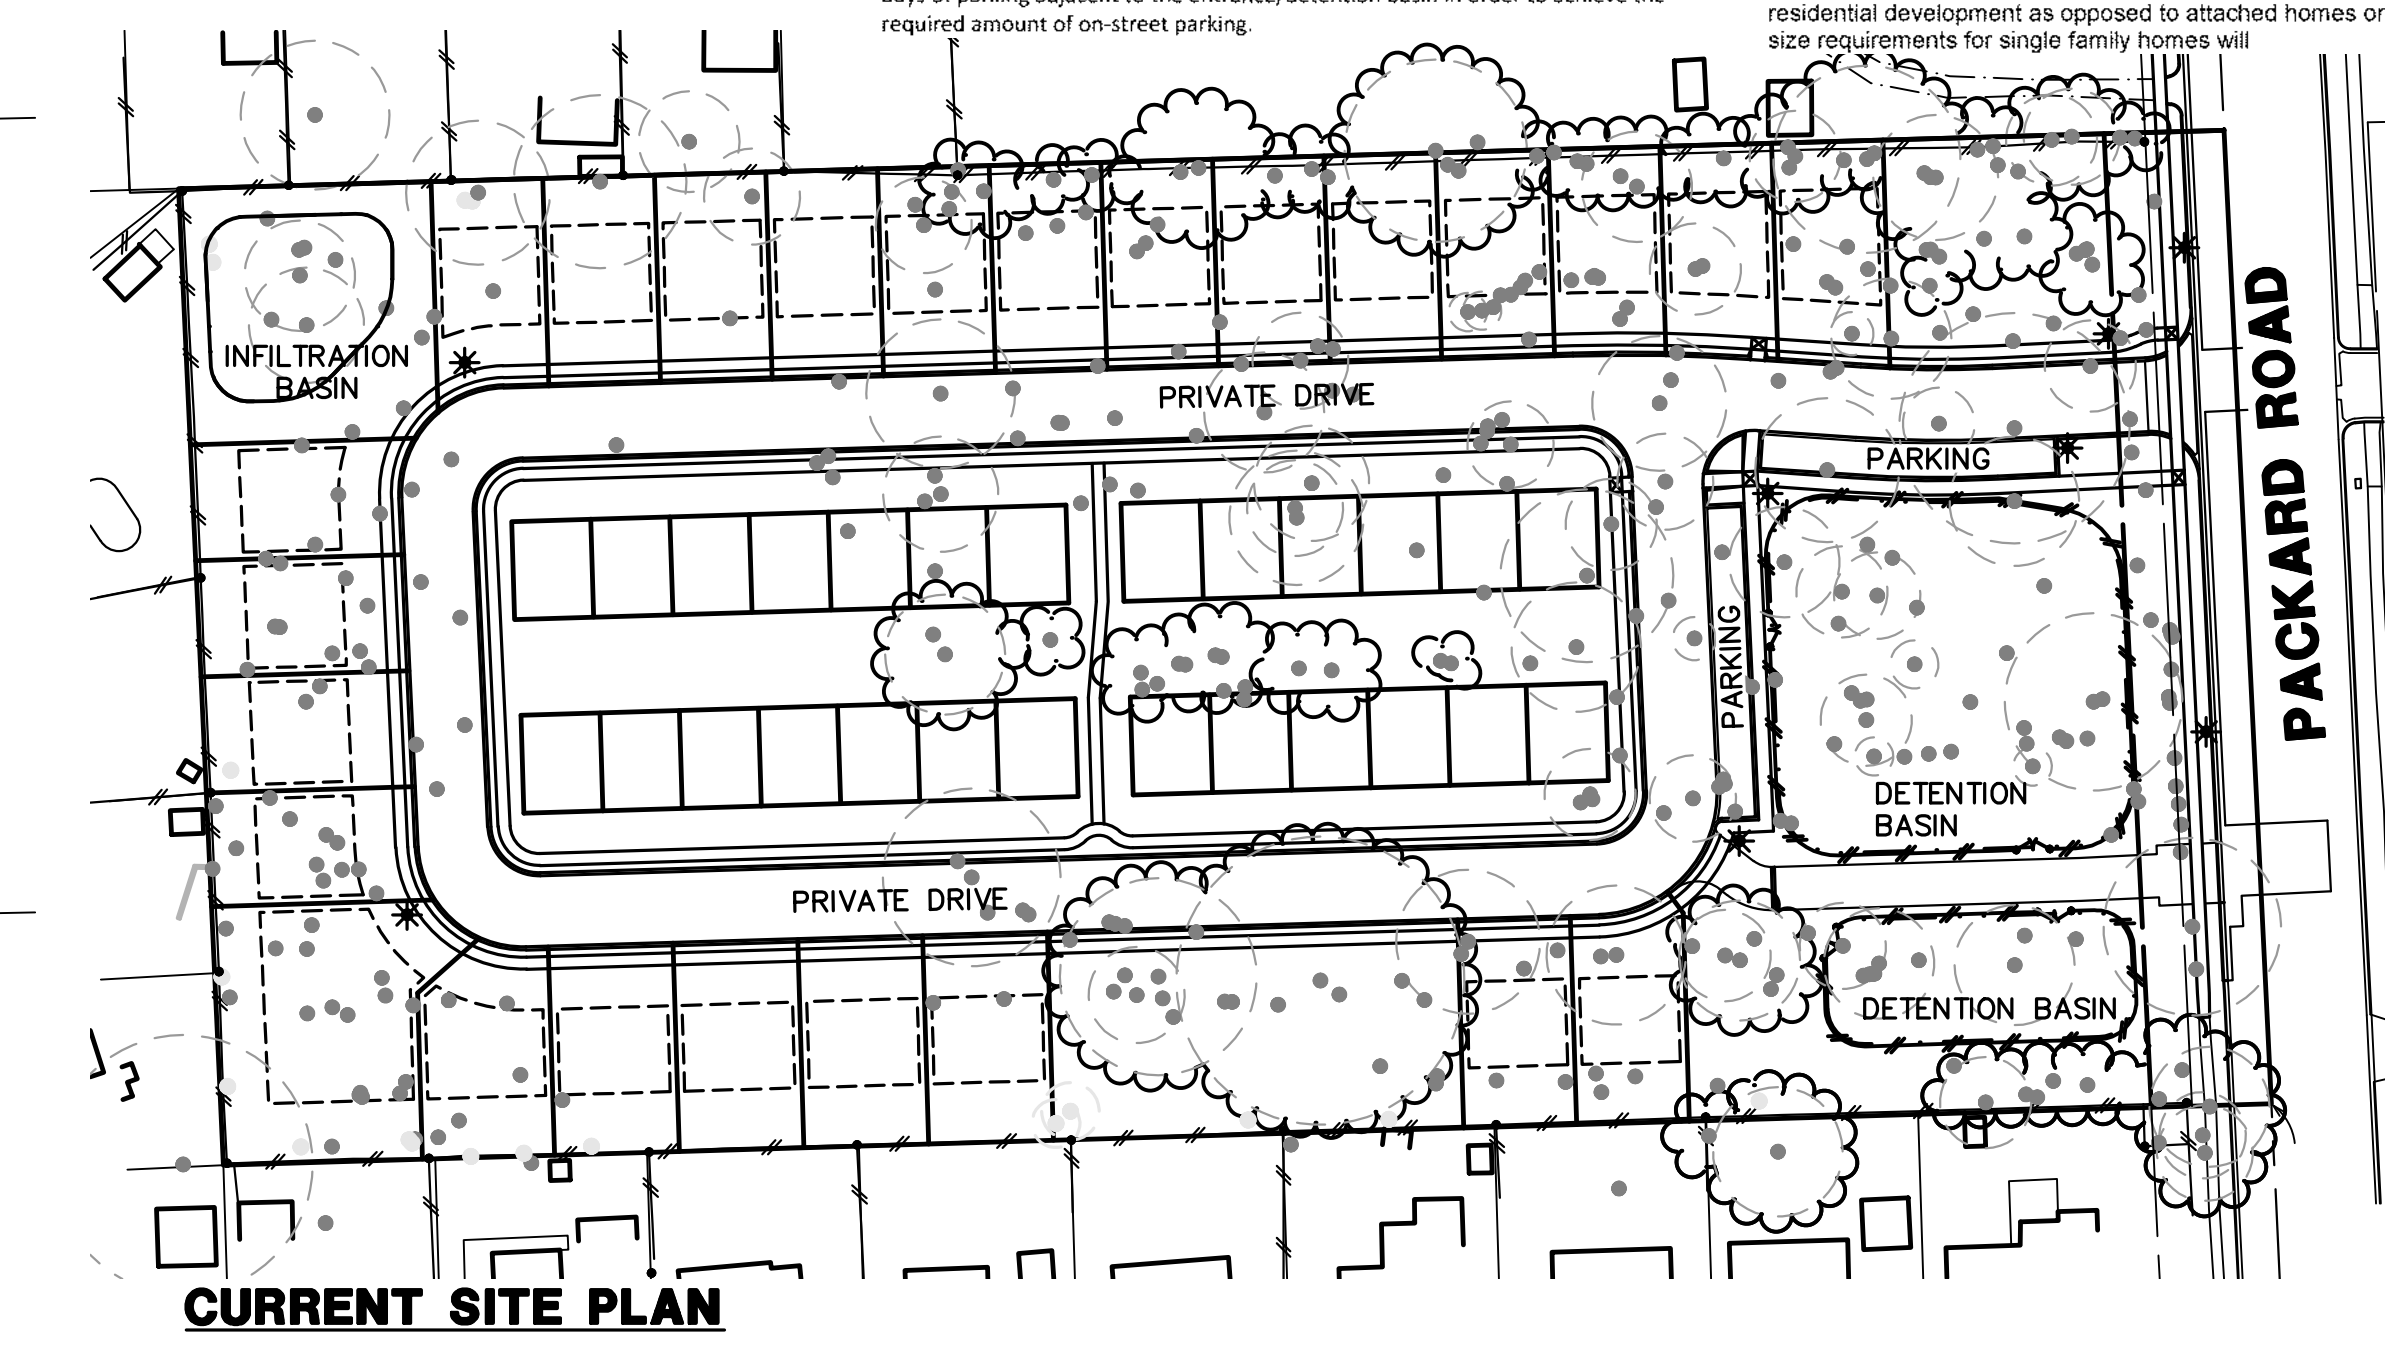 required amount of on-street parking.
residential development as opposed to attached homes or
size requirements for single family homes will
INFILTRATION
BASIN
PRIVATE DRIVE
PARKING
PACKARD ROAD
PARKING
DETENTION
BASIN
PRIVATE DRIVE
DETENTION BASIN
CURRENT SITE PLAN